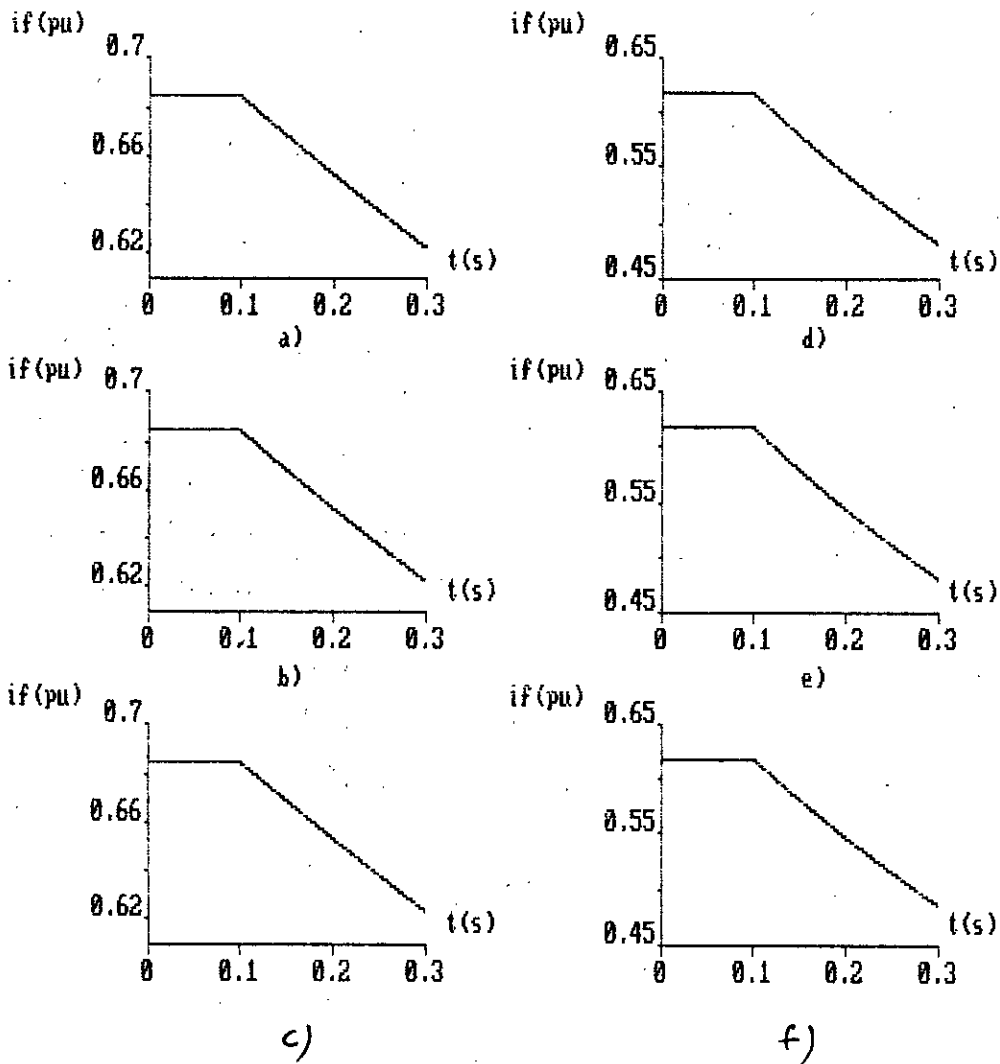 if(pu)
0.7
0.66
0.62
t(s)
0 0.1 0.2 0.3
a)
if(pu)
0.65
0.55
0.45
t(s)
0 0.1 0.2 0.3
d)
if(pu)
0.7
0.66
0.62
t(s)
0 0.1 0.2 0.3
b)
if(pu)
0.65
0.55
0.45
t(s)
0 0.1 0.2 0.3
e)
if(pu)
0.7
0.66
0.62
t(s)
0 0.1 0.2 0.3
c)
if(pu)
0.65
0.55
0.45
t(s)
0 0.1 0.2 0.3
f)